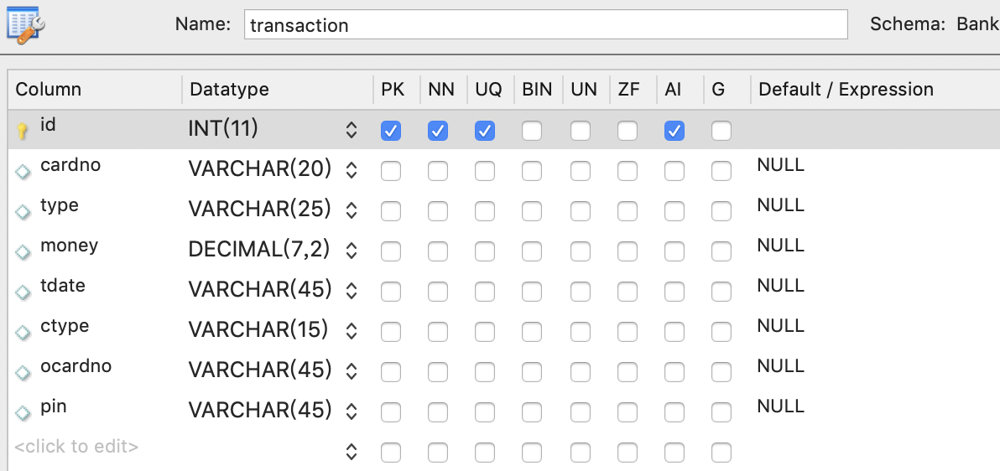 Name: transaction Schema: Bank
Column Datatype PK NN UQ BIN UN ZF AI G Default / Expression
id INT(11)
cardno VARCHAR(20) NULL
type VARCHAR(25) NULL
money DECIMAL(7,2) NULL
tdate VARCHAR(45) NULL
ctype VARCHAR(15) NULL
ocardno VARCHAR(45) NULL
pin VARCHAR(45) NULL
<click to edit>